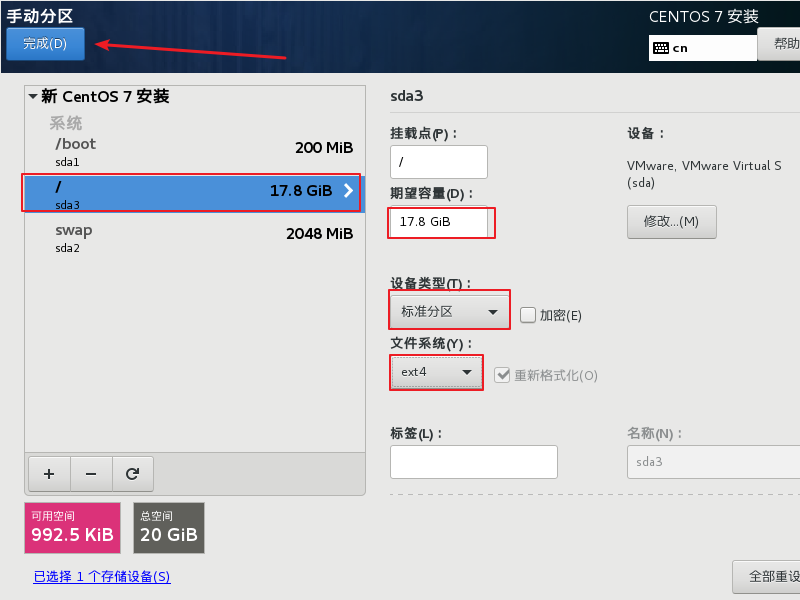 手动分区
CENTOS 7 安装
完成(D)
cn
帮助
新 CentOS 7 安装
系统
/boot
200 MiB
sda1
/
17.8 GiB
sda3
swap
2048 MiB
sda2
+ −
可用空间
992.5 KiB
总空间
20 GiB
已选择 1 个存储设备(S)
sda3
挂载点(P)：
/
设备：
VMware, VMware Virtual S
(sda)
期望容量(D)：
17.8 GiB
修改...(M)
设备类型(T)：
标准分区
加密(E)
文件系统(Y)：
ext4
重新格式化(O)
标签(L)：
名称(N)：
sda3
全部重设